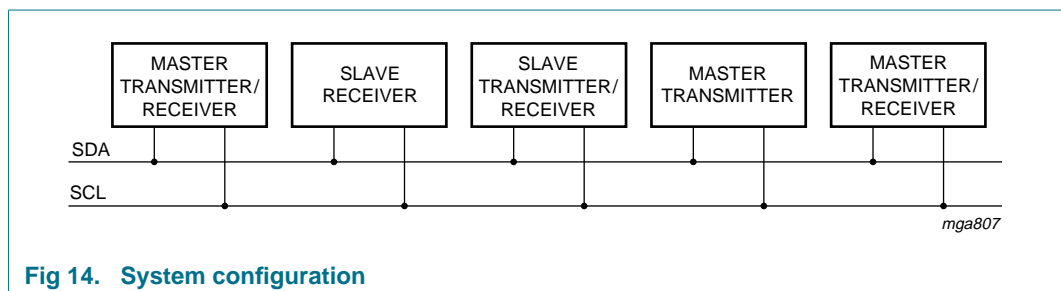 MASTER
TRANSMITTER/
RECEIVER
SLAVE
RECEIVER
SLAVE
TRANSMITTER/
RECEIVER
MASTER
TRANSMITTER
MASTER
TRANSMITTER/
RECEIVER
SDA
SCL
mga807
Fig 14. System configuration